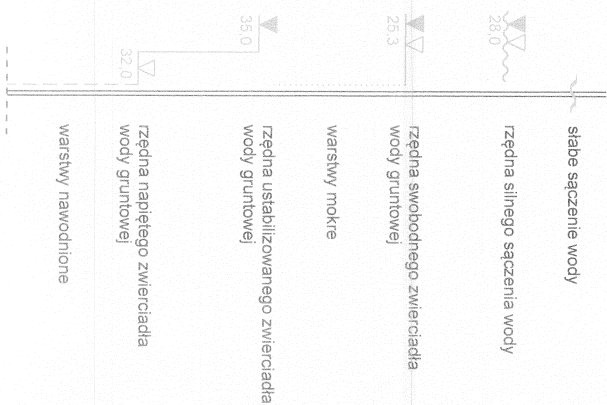 słabe sączenie wody
28,0
rzędna silnego sączenia wody
25,3
rzędna swobodnego zwierciadła
wody gruntowej
warstwy mokre
35,0
rzędna ustabilizowanego zwierciadła
wody gruntowej
32,0
rzędna napiętego zwierciadła
wody gruntowej
warstwy nawodnione